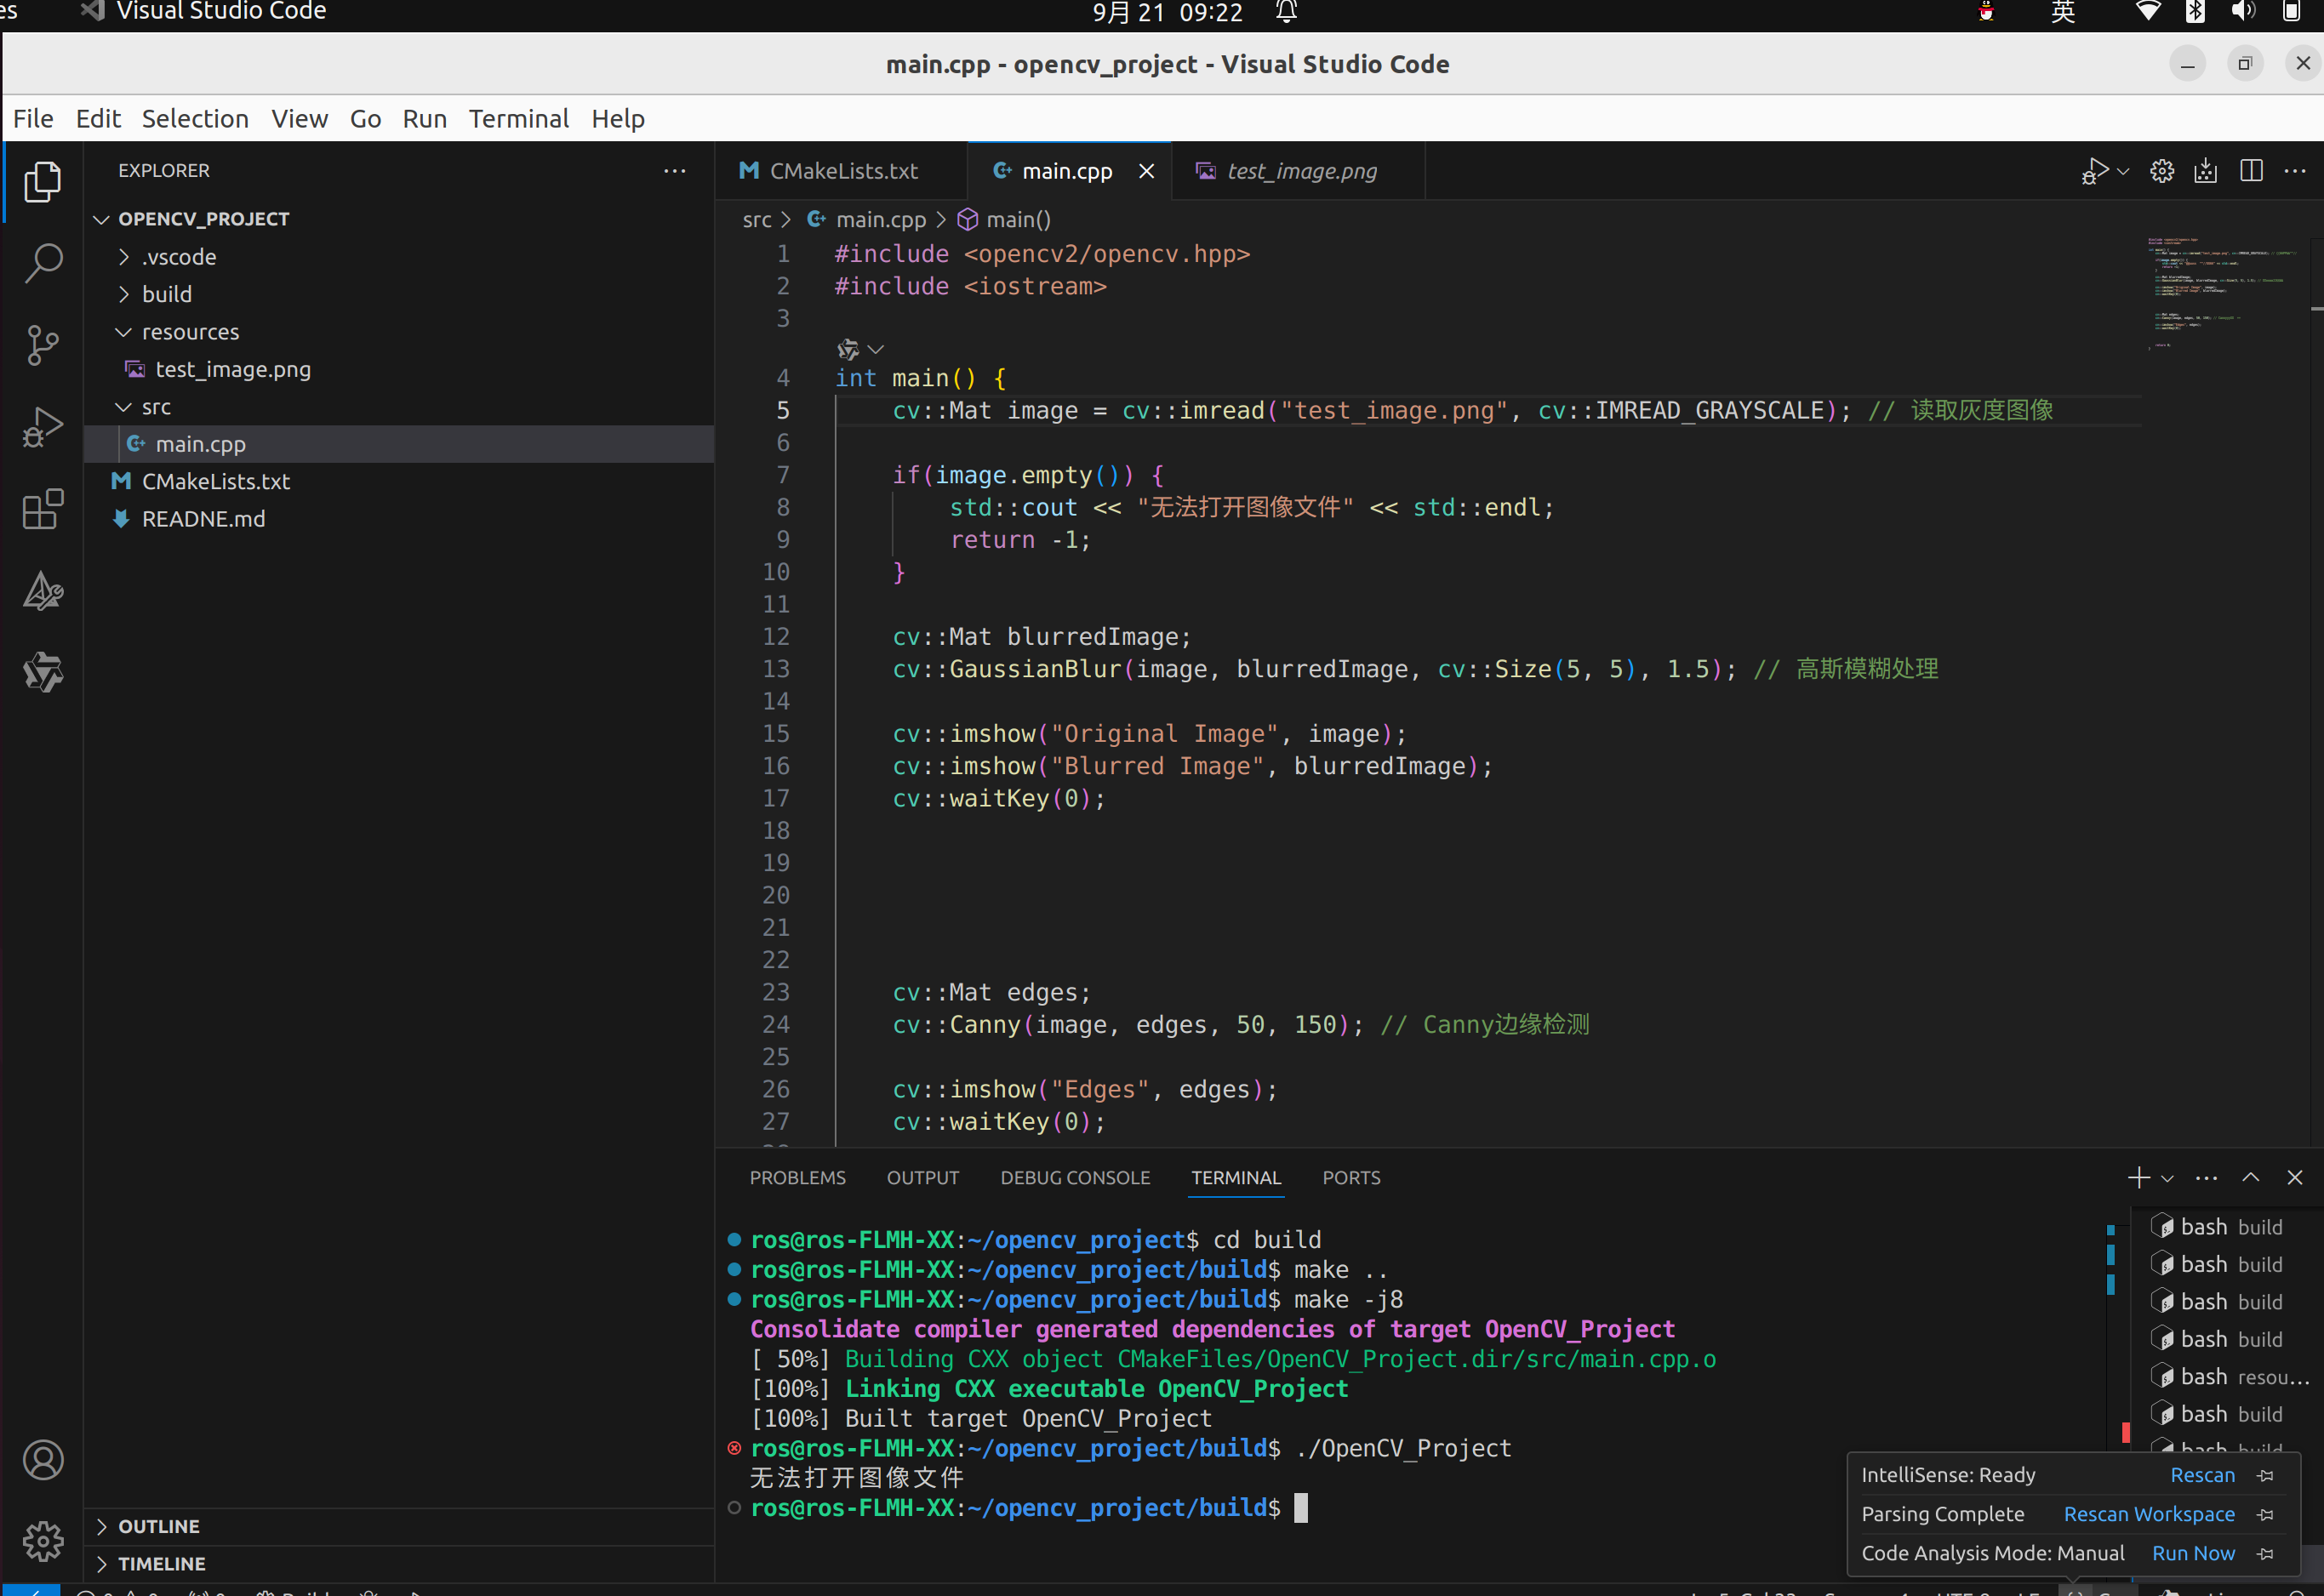 es Visual Studio Code 9月 21 09:22 英
main.cpp - opencv_project - Visual Studio Code
File Edit Selection View Go Run Terminal Help
EXPLORER
OPENCV_PROJECT
.vscode
build
resources
test_image.png
src
main.cpp
CMakeLists.txt
READNE.md
OUTLINE
TIMELINE
CMakeLists.txt main.cpp test_image.png
src > main.cpp > main()
1 #include <opencv2/opencv.hpp>
2 #include <iostream>
3
4 int main() {
5 cv::Mat image = cv::imread("test_image.png", cv::IMREAD_GRAYSCALE); // 读取灰度图像
6
7 if(image.empty()) {
8 std::cout << "无法打开图像文件" << std::endl;
9 return -1;
10 }
11
12 cv::Mat blurredImage;
13 cv::GaussianBlur(image, blurredImage, cv::Size(5, 5), 1.5); // 高斯模糊处理
14
15 cv::imshow("Original Image", image);
16 cv::imshow("Blurred Image", blurredImage);
17 cv::waitKey(0);
18
19
20
21
22
23 cv::Mat edges;
24 cv::Canny(image, edges, 50, 150); // Canny边缘检测
25
26 cv::imshow("Edges", edges);
27 cv::waitKey(0);
PROBLEMS OUTPUT DEBUG CONSOLE TERMINAL PORTS
ros@ros-FLMH-XX:~/opencv_project$ cd build
ros@ros-FLMH-XX:~/opencv_project/build$ make ..
ros@ros-FLMH-XX:~/opencv_project/build$ make -j8
Consolidate compiler generated dependencies of target OpenCV_Project
[ 50%] Building CXX object CMakeFiles/OpenCV_Project.dir/src/main.cpp.o
[100%] Linking CXX executable OpenCV_Project
[100%] Built target OpenCV_Project
ros@ros-FLMH-XX:~/opencv_project/build$ ./OpenCV_Project
无法打开图像文件
ros@ros-FLMH-XX:~/opencv_project/build$
bash build
bash build
bash build
bash build
bash resou...
bash build
bash build
IntelliSense: Ready Rescan
Parsing Complete Rescan Workspace
Code Analysis Mode: Manual Run Now